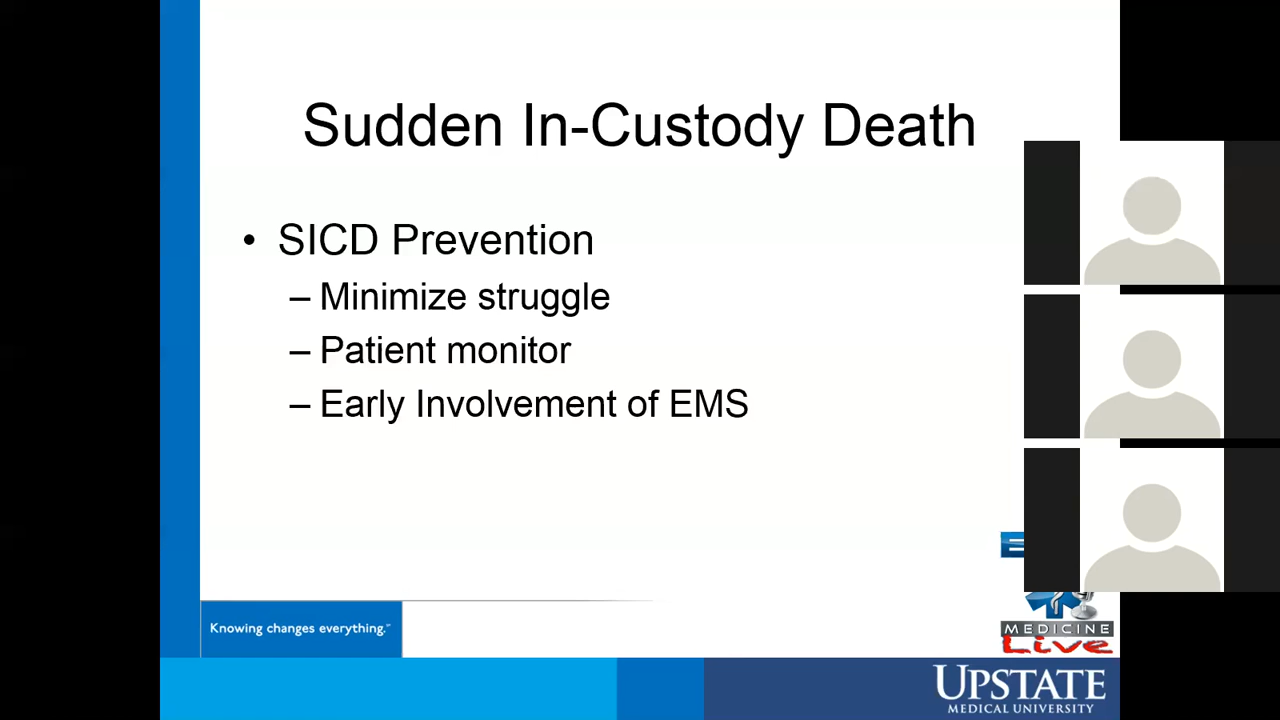 Sudden In-Custody Death
• SICD Prevention
– Minimize struggle
– Patient monitor
– Early Involvement of EMS
MEDICINE
Live
Knowing changes everything.™
UPSTATE
MEDICAL UNIVERSITY